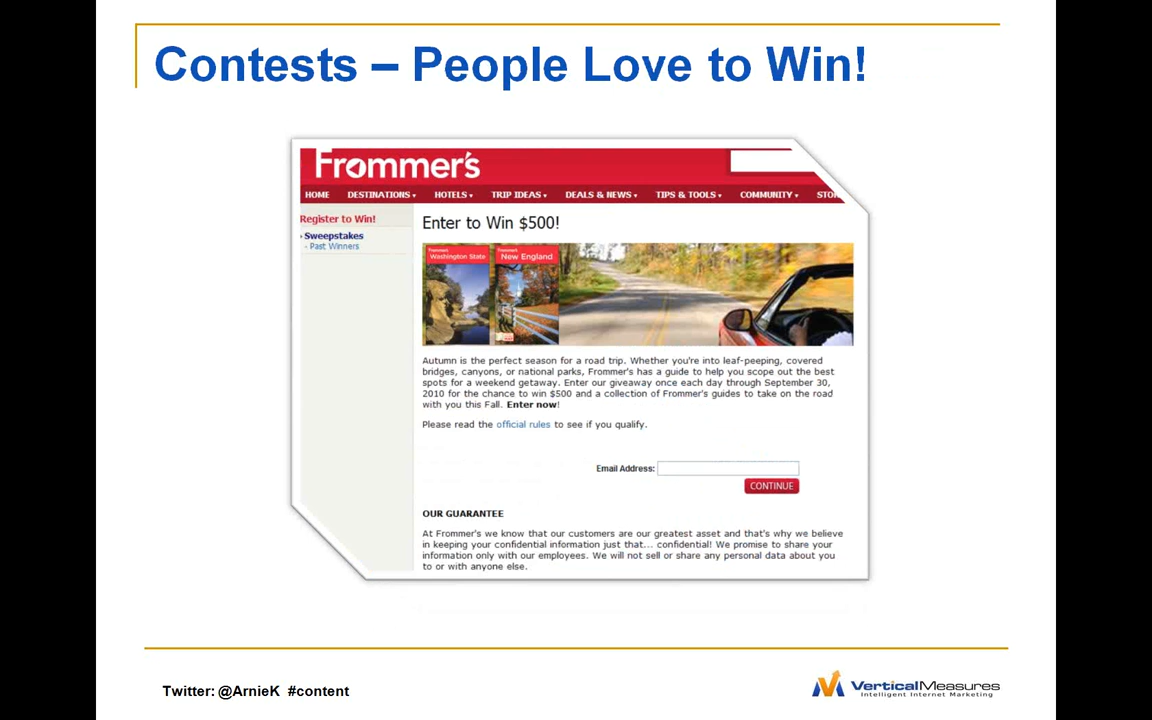 Contests – People Love to Win!
Frommer's
HOME DESTINATIONS HOTELS TRIP IDEAS DEALS & NEWS TIPS & TOOLS COMMUNITY
Register to Win!
Sweepstakes
- Past Winners
Enter to Win $500!
Frommer's
Washington State
Frommer's
New England
Autumn is the perfect season for a road trip. Whether you're into leaf-peeping, covered
bridges, canyons, or national parks, Frommer's has a guide to help you scope out the best
spots for a weekend getaway. Enter our giveaway once each day through September 30,
2010 for the chance to win $500 and a collection of Frommer's guides to take on the road
with you this Fall. Enter now!
Please read the official rules to see if you qualify.
Email Address:
CONTINUE
OUR GUARANTEE
At Frommer's we know that our customers are our greatest asset and that's why we believe
in keeping your confidential information just that... confidential! We promise to share your
information only with our employees. We will not sell or share any personal data about you
to or with anyone else.
Twitter: @ArnieK #content
VerticalMeasures
Intelligent Internet Marketing